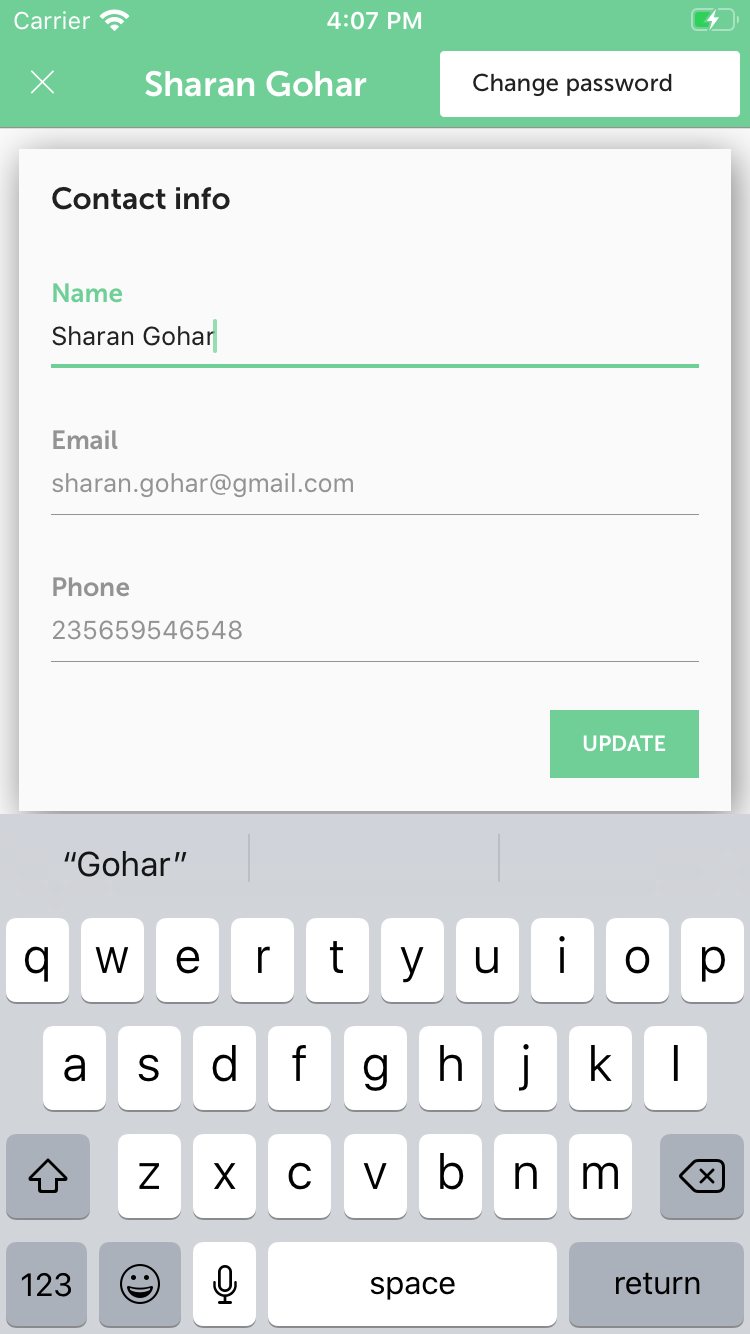 Carrier 4:07 PM
Sharan Gohar Change password
Contact info
Name
Sharan Gohar
Email
sharan.gohar@gmail.com
Phone
235659546548
UPDATE
“Gohar”
q w e r t y u i o p
a s d f g h j k l
z x c v b n m
123 space return